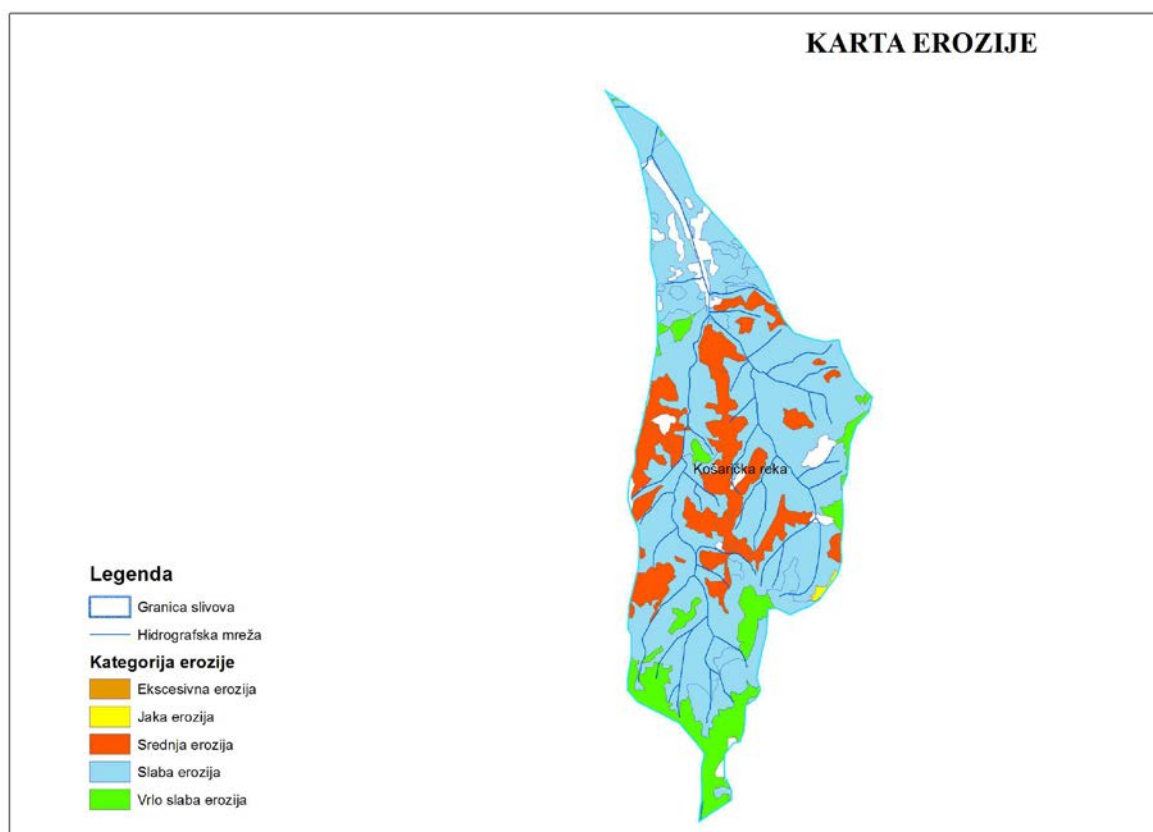 KARTA EROZIJE
Košarička reka
Legenda
Granica slivova
Hidrografska mreža
Kategorija erozije
Ekscesivna erozija
Jaka erozija
Srednja erozija
Slaba erozija
Vrlo slaba erozija